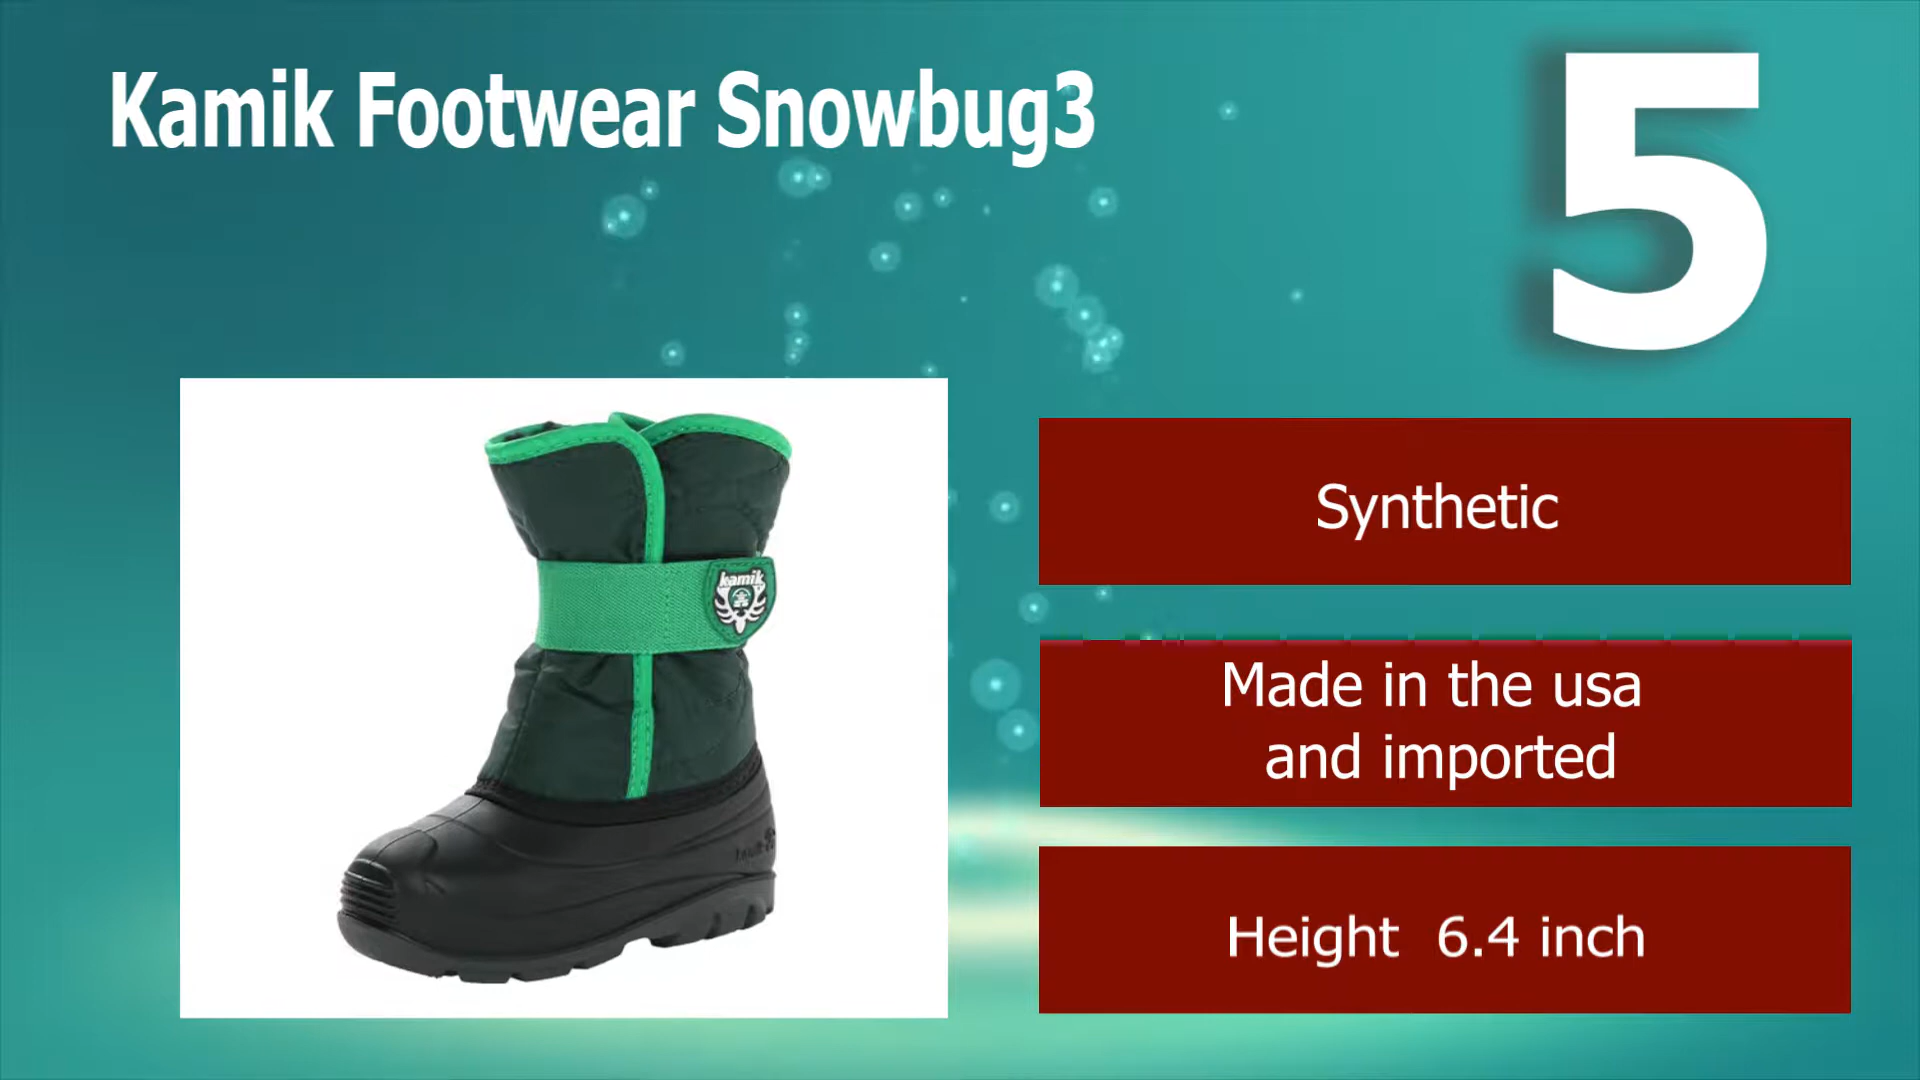 Kamik Footwear Snowbug3
5
Synthetic
Made in the usa
and imported
Height 6.4 inch
kamik